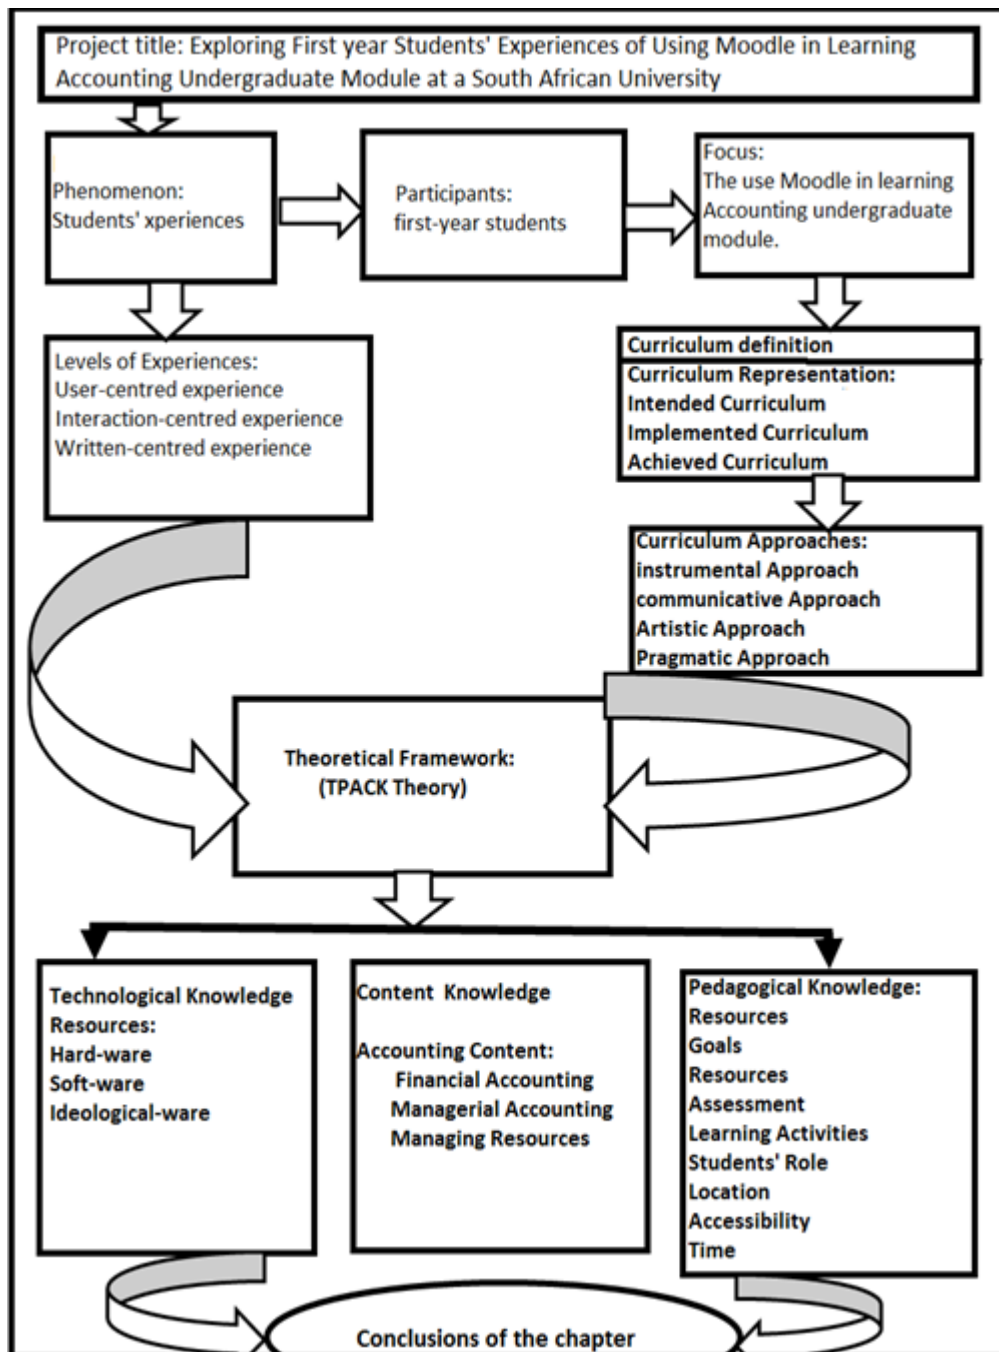 Project title: Exploring First year Students' Experiences of Using Moodle in Learning
Accounting Undergraduate Module at a South African University
Phenomenon:
Students' xperiences
Participants:
first-year students
Focus:
The use Moodle in learning
Accounting undergraduate
module.
Levels of Experiences:
User-centred experience
Interaction-centred experience
Written-centred experience
Curriculum definition
Curriculum Representation:
Intended Curriculum
Implemented Curriculum
Achieved Curriculum
Curriculum Approaches:
instrumental Approach
communicative Approach
Artistic Approach
Pragmatic Approach
Theoretical Framework:
(TPACK Theory)
Technological Knowledge
Resources:
Hard-ware
Soft-ware
Ideological-ware
Content Knowledge
Accounting Content:
Financial Accounting
Managerial Accounting
Managing Resources
Pedagogical Knowledge:
Resources
Goals
Resources
Assessment
Learning Activities
Students' Role
Location
Accessibility
Time
Conclusions of the chapter